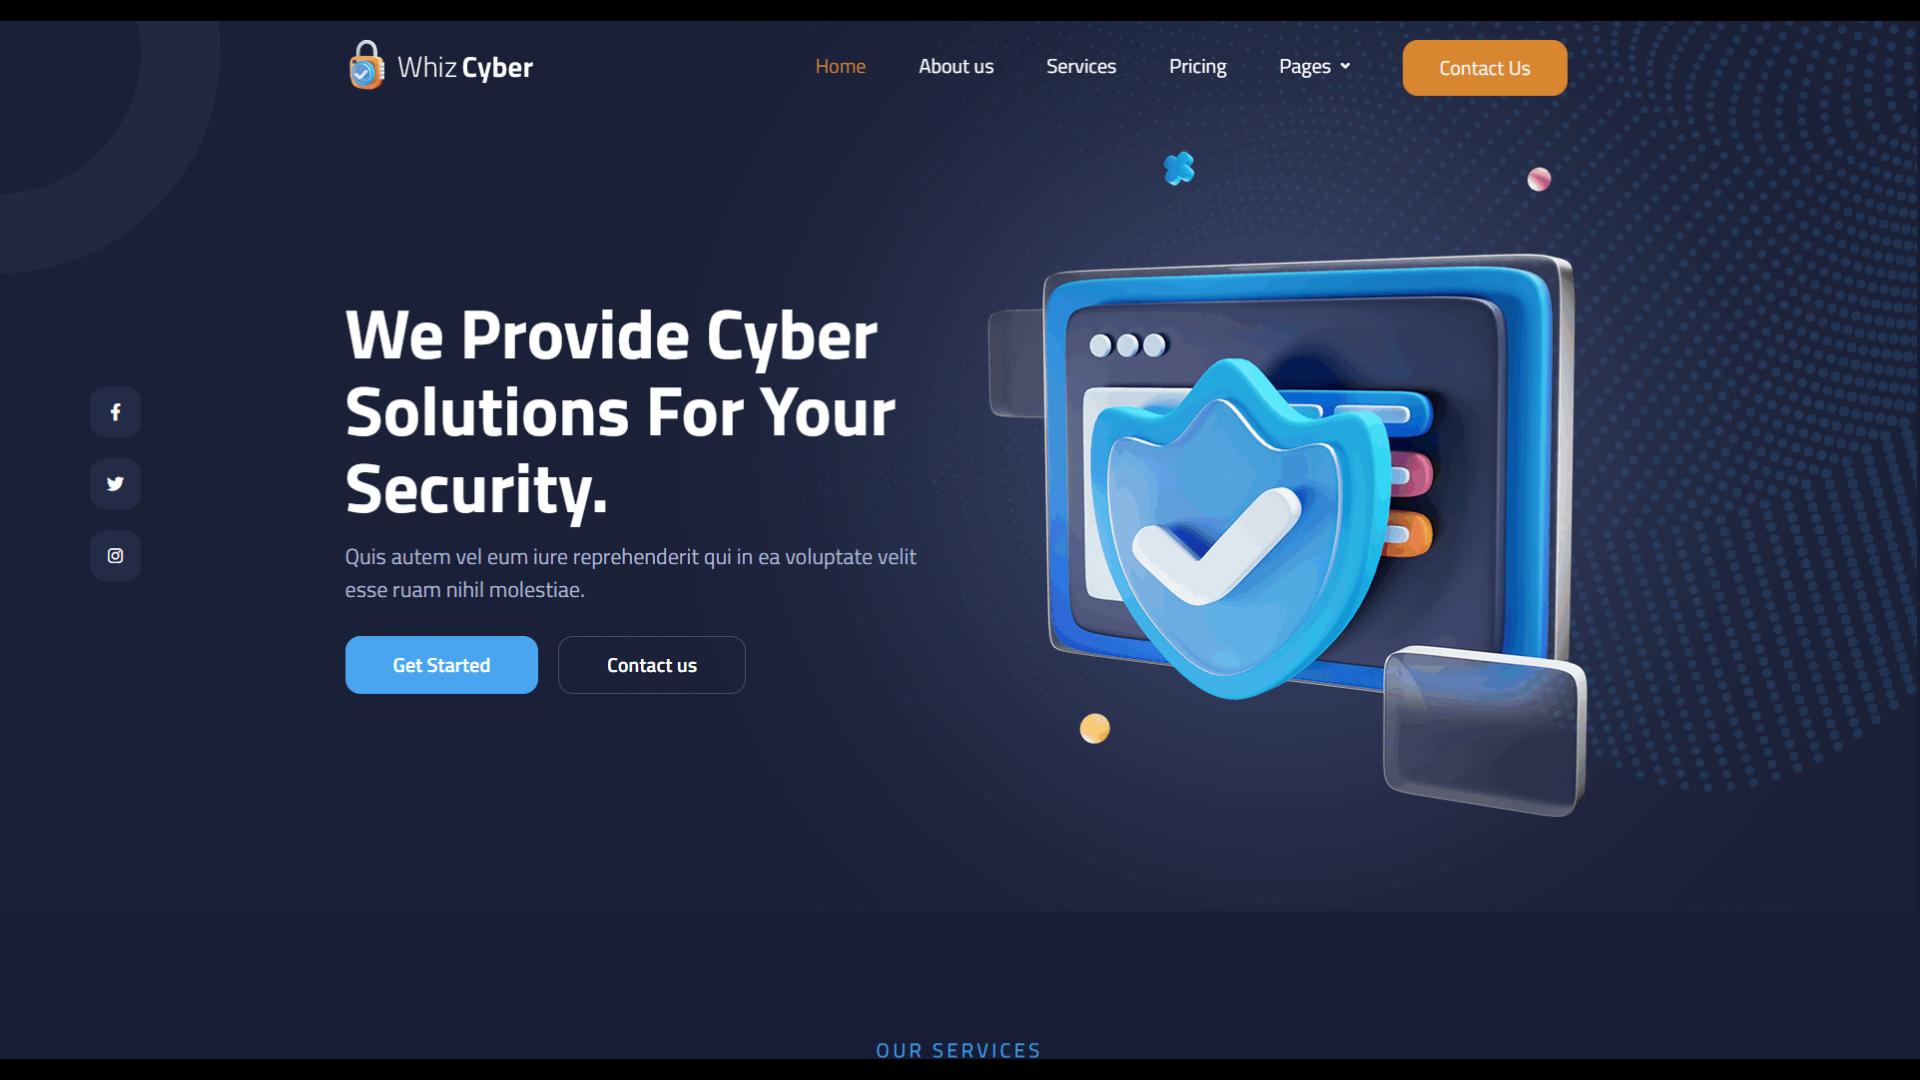 Whiz Cyber
Home
About us
Services
Pricing
Pages
Contact Us
We Provide Cyber
Solutions For Your
Security.
Quis autem vel eum iure reprehenderit qui in ea voluptate velit
esse ruam nihil molestiae.
Get Started
Contact us
OUR SERVICES